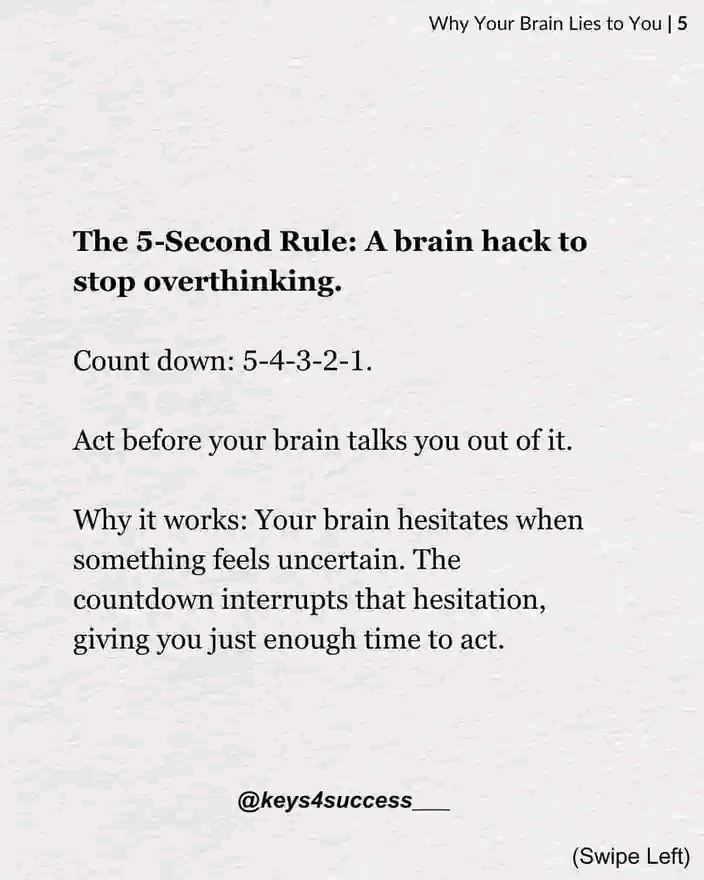 Why Your Brain Lies to You | 5
The 5-Second Rule: A brain hack to
stop overthinking.
Count down: 5-4-3-2-1.
Act before your brain talks you out of it.
Why it works: Your brain hesitates when
something feels uncertain. The
countdown interrupts that hesitation,
giving you just enough time to act.
@keys4success___
(Swipe Left)